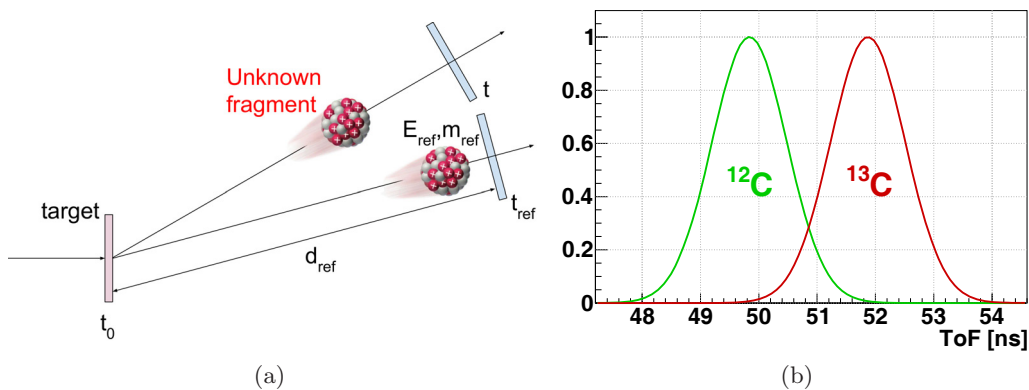 Unknown
fragment
t
E_ref,m_ref
target
t_ref
d_ref
t_0
(a)
1
0.8
0.6
0.4
0.2
0
¹²C
¹³C
48 49 50 51 52 53 54
ToF [ns]
(b)